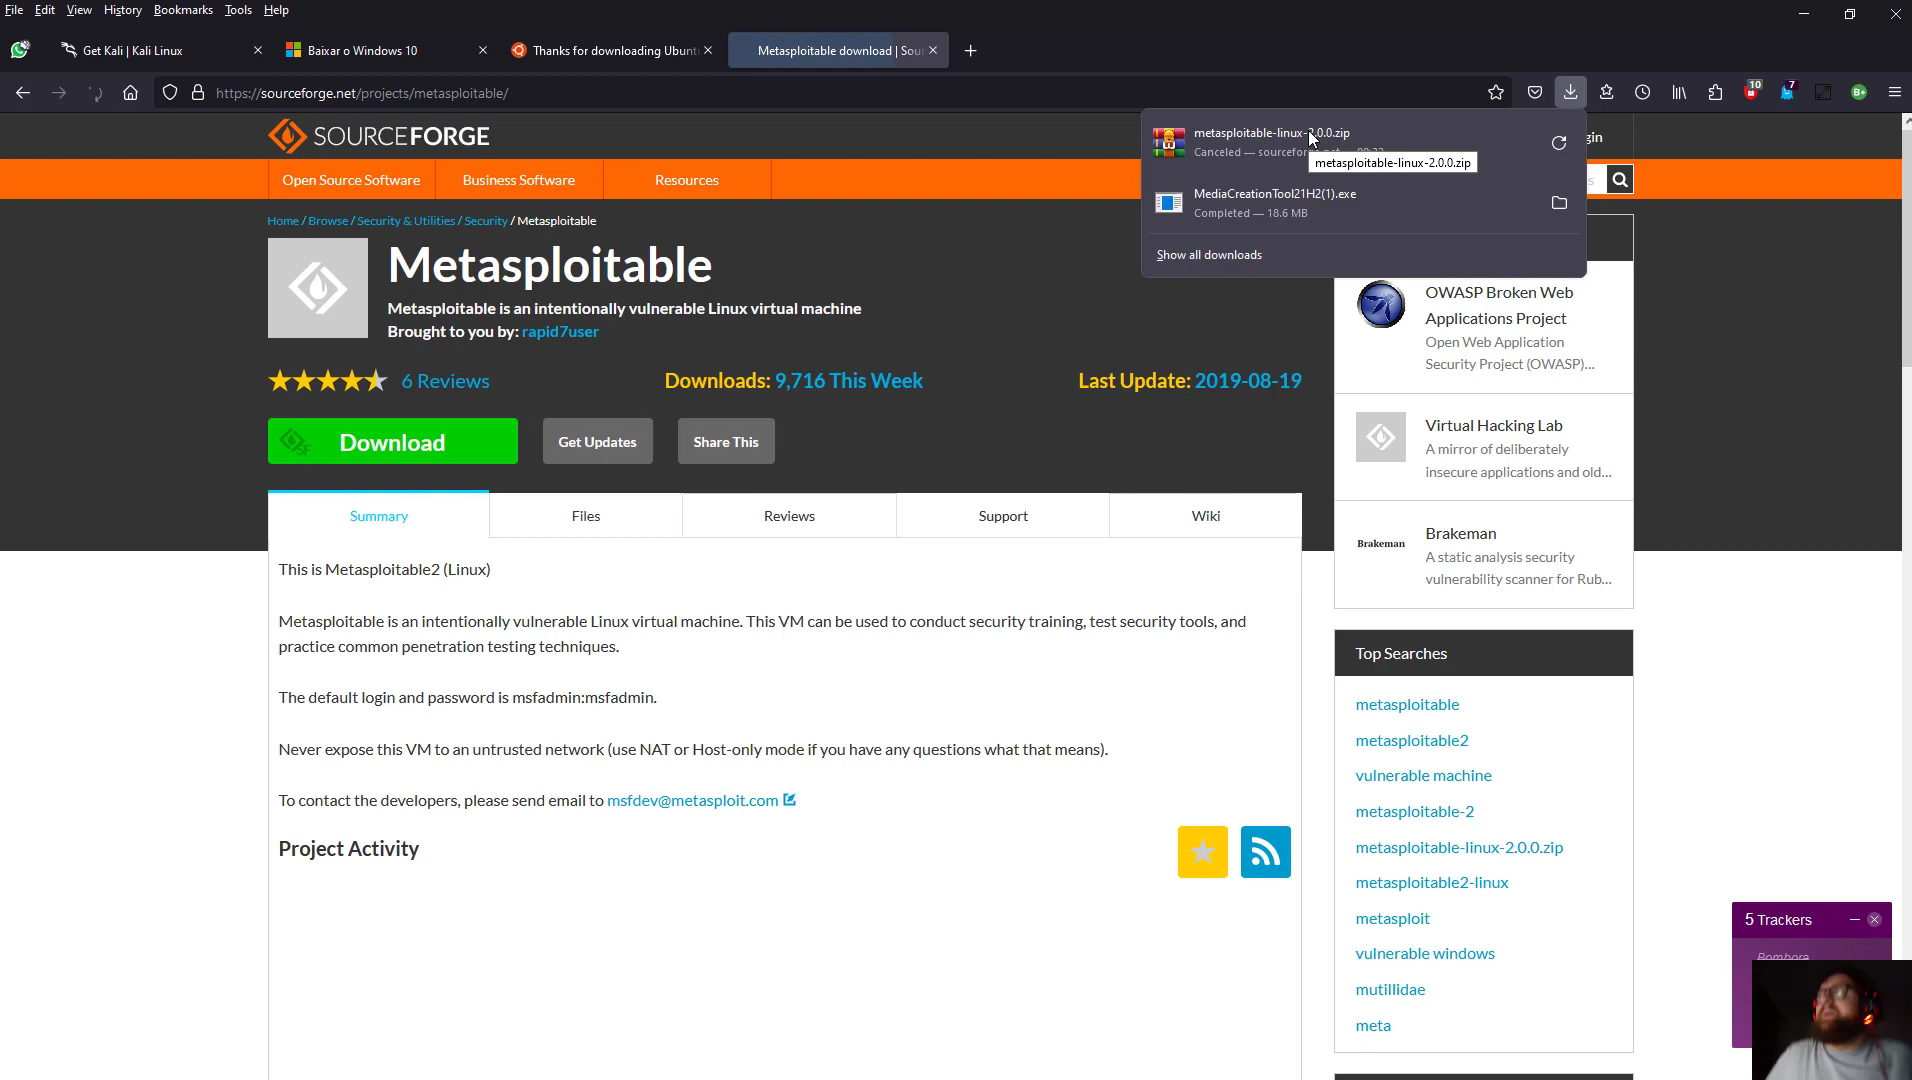 File Edit View History Bookmarks Tools Help
Get Kali | Kali Linux
Baixar o Windows 10
Thanks for downloading Ubunt
Metasploitable download | Sour
https://sourceforge.net/projects/metasploitable/
10
7
B+
SOURCEFORGE
gin
Open Source Software
Business Software
Resources
metasploitable-linux-2.0.0.zip
Canceled — sourceforge.net
metasploitable-linux-2.0.0.zip
MediaCreationTool21H2(1).exe
Completed — 18.6 MB
Show all downloads
Home / Browse / Security & Utilities / Security / Metasploitable
Metasploitable
Metasploitable is an intentionally vulnerable Linux virtual machine
Brought to you by: rapid7user
6 Reviews
Downloads: 9,716 This Week
Last Update: 2019-08-19
Download
Get Updates
Share This
Summary
Files
Reviews
Support
Wiki
This is Metasploitable2 (Linux)
Metasploitable is an intentionally vulnerable Linux virtual machine. This VM can be used to conduct security training, test security tools, and
practice common penetration testing techniques.
The default login and password is msfadmin:msfadmin.
Never expose this VM to an untrusted network (use NAT or Host-only mode if you have any questions what that means).
To contact the developers, please send email to msfdev@metasploit.com
Project Activity
OWASP Broken Web
Applications Project
Open Web Application
Security Project (OWASP)...
Virtual Hacking Lab
A mirror of deliberately
insecure applications and old...
Brakeman
Brakeman
A static analysis security
vulnerability scanner for Rub...
Top Searches
metasploitable
metasploitable2
vulnerable machine
metasploitable-2
metasploitable-linux-2.0.0.zip
metasploitable2-linux
metasploit
vulnerable windows
mutillidae
meta
5 Trackers
Bombora